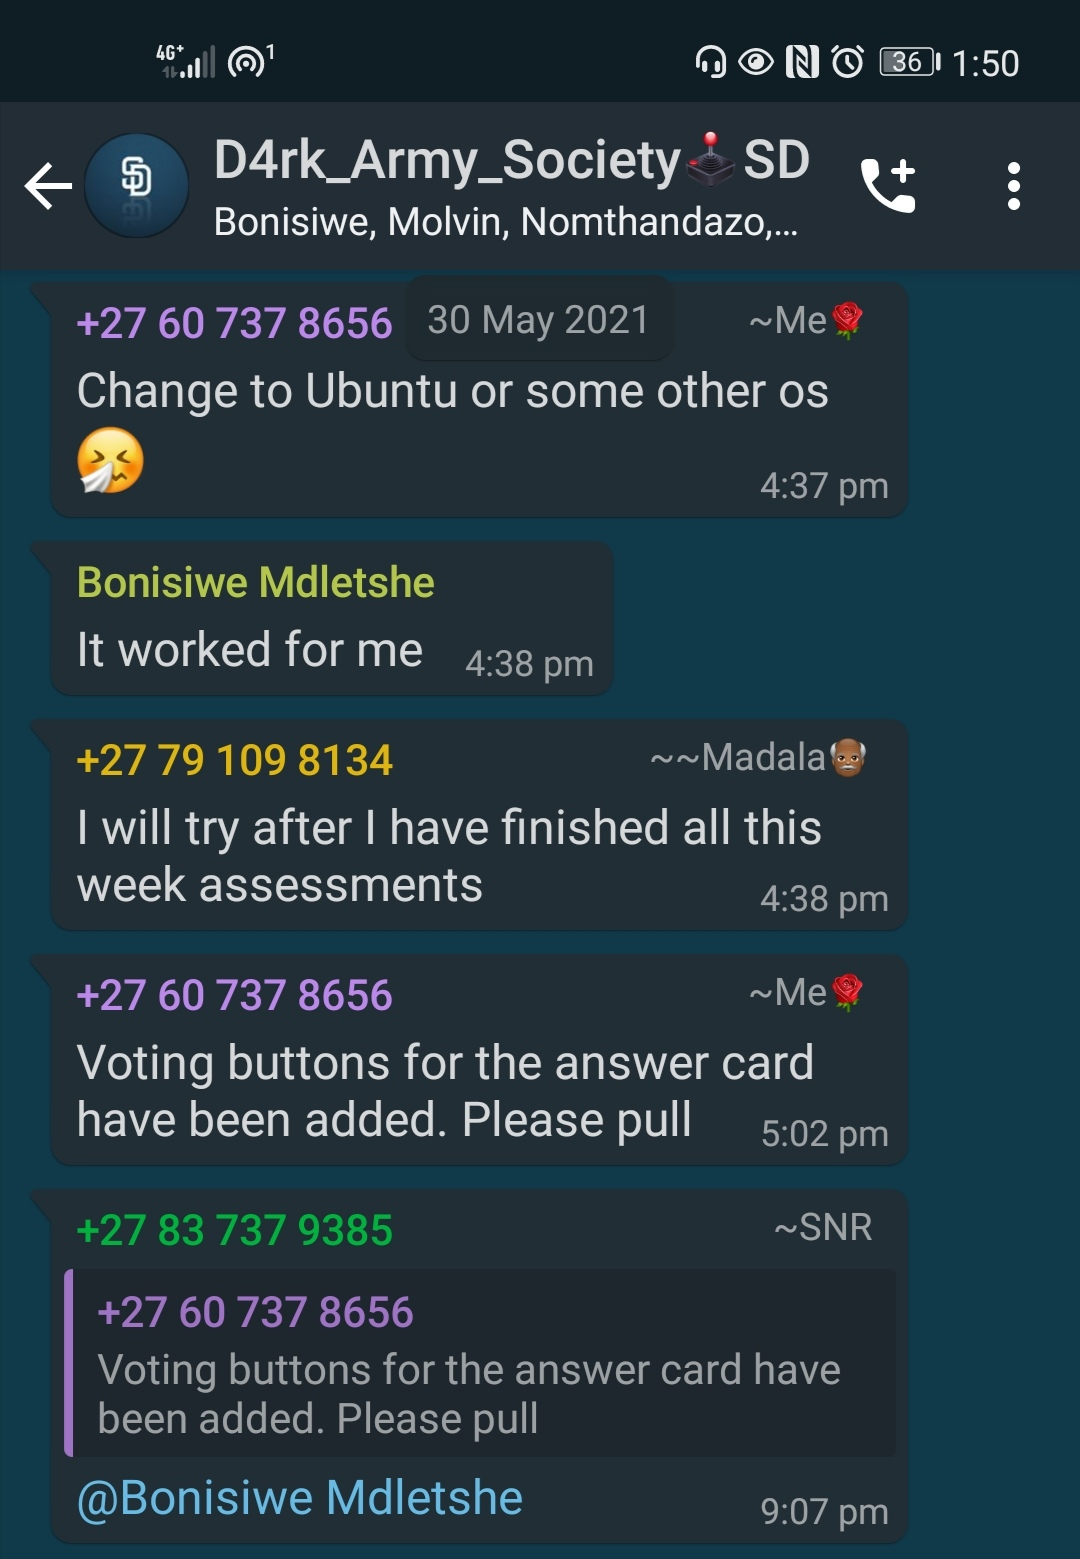 4G+ 1 36 1:50
D4rk_Army_Society🕹️SD
Bonisiwe, Molvin, Nomthandazo,...
30 May 2021
+27 60 737 8656 ~Me🌹
Change to Ubuntu or some other os
🤧
4:37 pm
Bonisiwe Mdletshe
It worked for me 4:38 pm
+27 79 109 8134 ~~Madala👴🏾
I will try after I have finished all this
week assessments 4:38 pm
+27 60 737 8656 ~Me🌹
Voting buttons for the answer card
have been added. Please pull 5:02 pm
+27 83 737 9385 ~SNR
+27 60 737 8656
Voting buttons for the answer card have
been added. Please pull
@Bonisiwe Mdletshe 9:07 pm